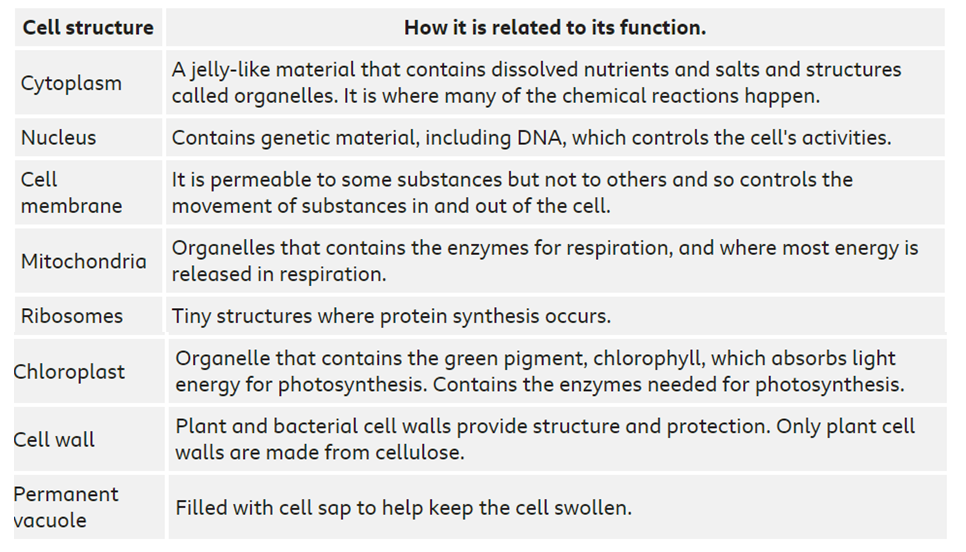 Cell structure
How it is related to its function.
Cytoplasm
A jelly-like material that contains dissolved nutrients and salts and structures
called organelles. It is where many of the chemical reactions happen.
Nucleus
Contains genetic material, including DNA, which controls the cell's activities.
Cell
membrane
It is permeable to some substances but not to others and so controls the
movement of substances in and out of the cell.
Mitochondria
Organelles that contains the enzymes for respiration, and where most energy is
released in respiration.
Ribosomes
Tiny structures where protein synthesis occurs.
Chloroplast
Organelle that contains the green pigment, chlorophyll, which absorbs light
energy for photosynthesis. Contains the enzymes needed for photosynthesis.
Cell wall
Plant and bacterial cell walls provide structure and protection. Only plant cell
walls are made from cellulose.
Permanent
vacuole
Filled with cell sap to help keep the cell swollen.